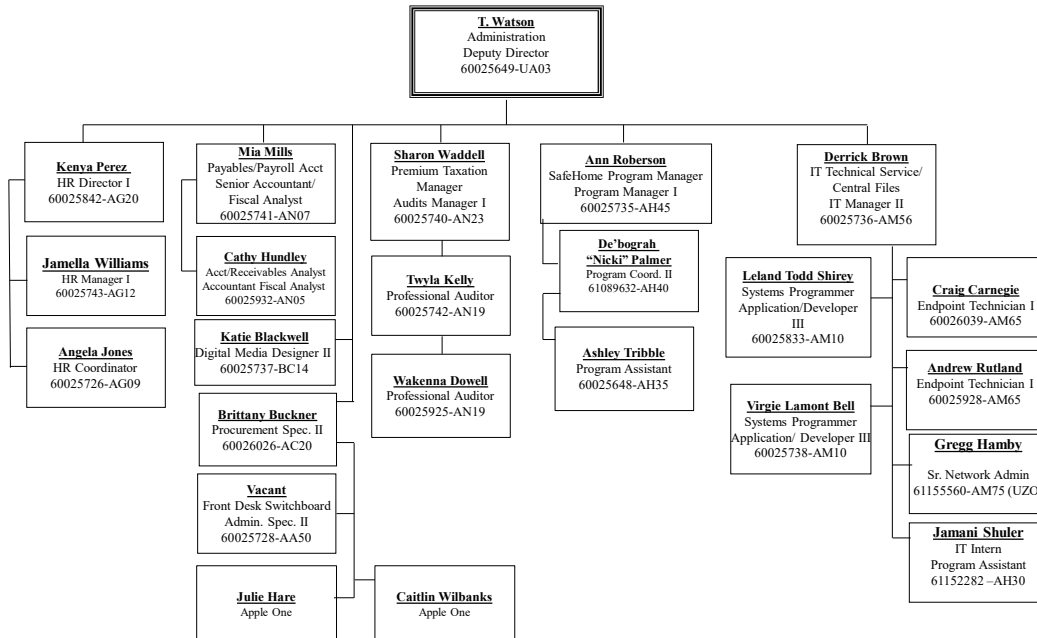 T. Watson
Administration
Deputy Director
60025649-UA03
Kenya Perez
HR Director I
60025842-AG20
Jamella Williams
HR Manager I
60025743-AG12
Angela Jones
HR Coordinator
60025726-AG09
Mia Mills
Payables/Payroll Acct
Senior Accountant/
Fiscal Analyst
60025741-AN07
Cathy Hundley
Acct/Receivables Analyst
Accountant Fiscal Analyst
60025932-AN05
Katie Blackwell
Digital Media Designer II
60025737-BC14
Brittany Buckner
Procurement Spec. II
60026026-AC20
Vacant
Front Desk Switchboard
Admin. Spec. II
60025728-AA50
Julie Hare
Apple One
Caitlin Wilbanks
Apple One
Sharon Waddell
Premium Taxation
Manager
Audits Manager I
60025740-AN23
Twyla Kelly
Professional Auditor
60025742-AN19
Wakenna Dowell
Professional Auditor
60025925-AN19
Ann Roberson
SafeHome Program Manager
Program Manager I
60025735-AH45
De'bograh
"Nicki" Palmer
Program Coord. II
61089632-AH40
Ashley Tribble
Program Assistant
60025648-AH35
Derrick Brown
IT Technical Service/
Central Files
IT Manager II
60025736-AM56
Leland Todd Shirey
Systems Programmer
Application/Developer
III
60025833-AM10
Virgie Lamont Bell
Systems Programmer
Application/ Developer III
60025738-AM10
Craig Carnegie
Endpoint Technician I
60026039-AM65
Andrew Rutland
Endpoint Technician I
60025928-AM65
Gregg Hamby
Sr. Network Admin
61155560-AM75 (UZO
Jamani Shuler
IT Intern
Program Assistant
61152282 –AH30